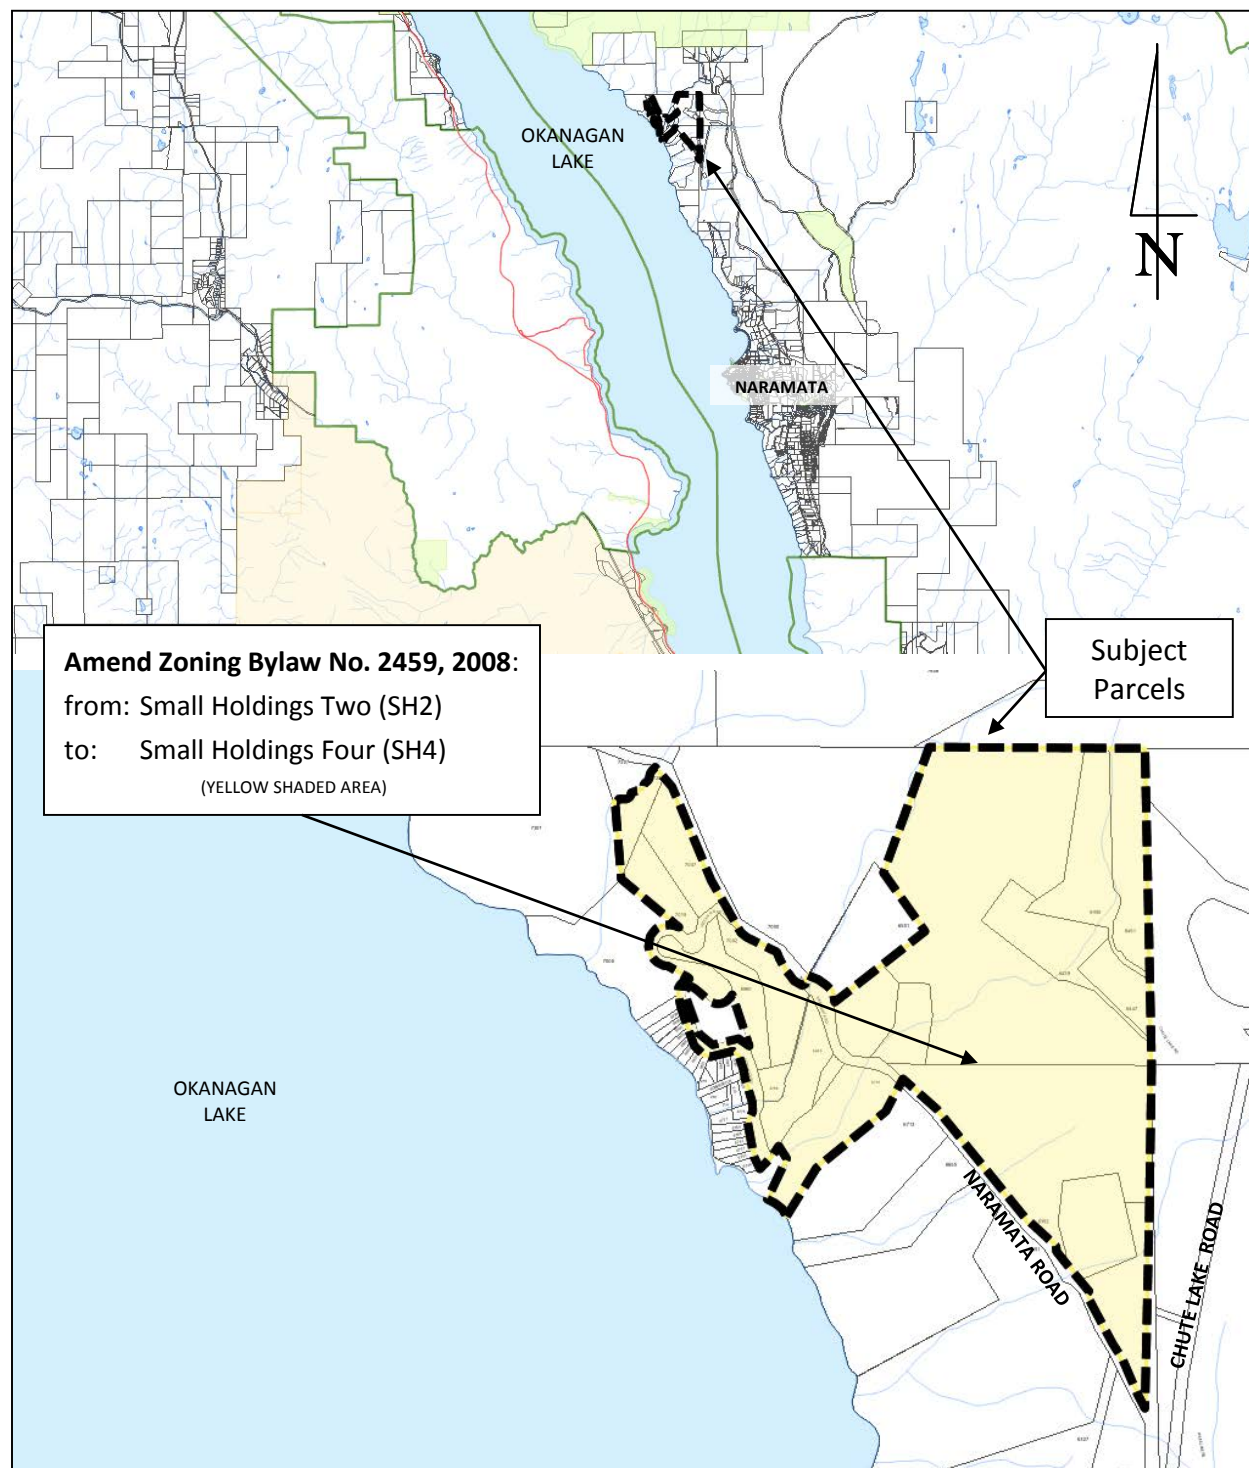 OKANAGAN
LAKE
N
NARAMATA
Amend Zoning Bylaw No. 2459, 2008:
from: Small Holdings Two (SH2)
to: Small Holdings Four (SH4)
(YELLOW SHADED AREA)
Subject
Parcels
OKANAGAN
LAKE
NARAMATA ROAD
CHUTE LAKE ROAD